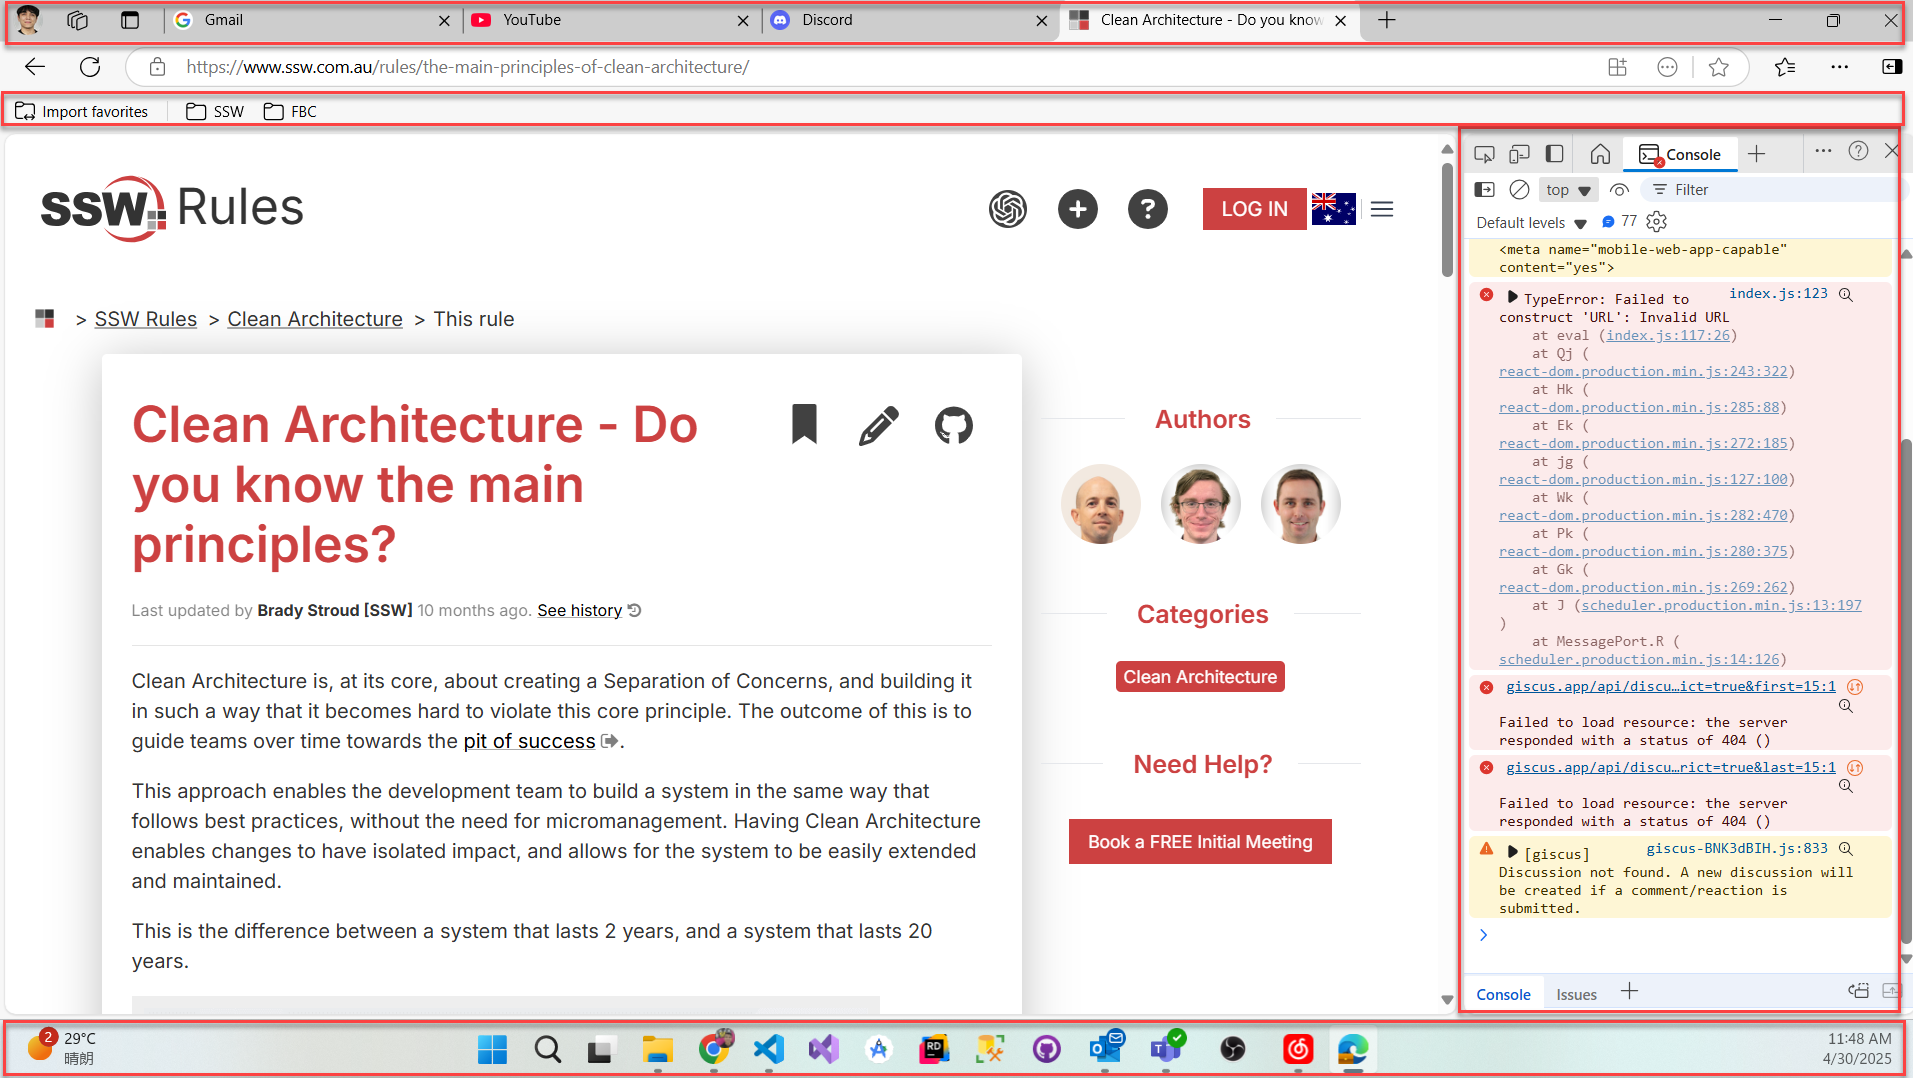 Gmail
YouTube
Discord
Clean Architecture - Do you know
https://www.ssw.com.au/rules/the-main-principles-of-clean-architecture/
Import favorites
SSW
FBC
SSW Rules
LOG IN
> SSW Rules > Clean Architecture > This rule
Clean Architecture - Do
you know the main
principles?
Last updated by Brady Stroud [SSW] 10 months ago. See history
Clean Architecture is, at its core, about creating a Separation of Concerns, and building it
in such a way that it becomes hard to violate this core principle. The outcome of this is to
guide teams over time towards the pit of success.
This approach enables the development team to build a system in the same way that
follows best practices, without the need for micromanagement. Having Clean Architecture
enables changes to have isolated impact, and allows for the system to be easily extended
and maintained.
This is the difference between a system that lasts 2 years, and a system that lasts 20
years.
Authors
Categories
Clean Architecture
Need Help?
Book a FREE Initial Meeting
Console
top
Filter
Default levels
77
<meta name="mobile-web-app-capable"
content="yes">
TypeError: Failed to index.js:123
construct 'URL': Invalid URL
at eval (index.js:117:26)
at Qj (
react-dom.production.min.js:243:322)
at Hk (
react-dom.production.min.js:285:88)
at Ek (
react-dom.production.min.js:272:185)
at jg (
react-dom.production.min.js:127:100)
at Wk (
react-dom.production.min.js:282:470)
at Pk (
react-dom.production.min.js:280:375)
at Gk (
react-dom.production.min.js:269:262)
at J (scheduler.production.min.js:13:197
)
at MessagePort.R (
scheduler.production.min.js:14:126)
giscus.app/api/discu…ict=true&first=15:1
Failed to load resource: the server
responded with a status of 404 ()
giscus.app/api/discu…rict=true&last=15:1
Failed to load resource: the server
responded with a status of 404 ()
[giscus] giscus-BNK3dBIH.js:833
Discussion not found. A new discussion will
be created if a comment/reaction is
submitted.
Console
Issues
2
29°C
晴朗
RD
11:48 AM
4/30/2025